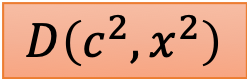 D(c², x²)